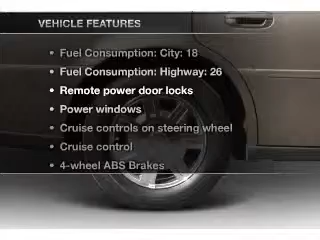 VEHICLE FEATURES
• Fuel Consumption: City: 18
• Fuel Consumption: Highway: 26
• Remote power door locks
• Power windows
• Cruise controls on steering wheel
• Cruise control
• 4-wheel ABS Brakes